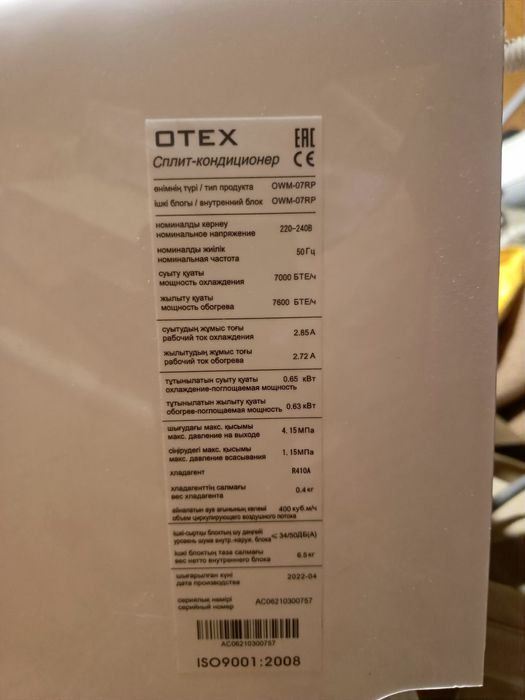 OTEX
EAC
Сплит-кондиционер CE
өнімнің түрі / тип продукта OWM-07RP
ішкі блогы / внутренний блок OWM-07RP
номиналды кернеу
номинальное напряжение 220-240В
номиналды жиілік
номинальная частота 50Гц
суыту қуаты
мощность охлаждения 7000 БТЕ/ч
жылыту қуаты
мощность обогрева 7600 БТЕ/ч
суытудың жұмыс тоғы
рабочий ток охлаждения 2.85А
жылытудың жұмыс тоғы
рабочий ток обогрева 2.72 А
тұтынылатын суыту қуаты
охлаждение-поглощаемая мощность 0.65 кВт
тұтынылатын жылыту қуаты
обогрев-поглощаемая мощность 0.63 кВт
шығудағы макс. қысымы
макс. давление на выходе 4.15МПа
сіңірудегі макс. қысымы
макс. давление всасывания 1.15МПа
хладагент R410A
хладагенттің салмағы
вес хладагента 0.4 кг
айналатын ауа ағынының көлемі
объем циркулирующего воздушного потока 400 куб.м/ч
ішкі-сыртқы блоктың шу деңгейі
уровень шума внутр.-наруж. блока ≤ 34/50ДБ(А)
ішкі блоктың таза салмағы
вес нетто внутреннего блока 6.5кг
шығарылған күні
дата производства 2022-04
сериялық нөмірі
серийный номер AC06210300757
AC06210300757
ISO9001:2008